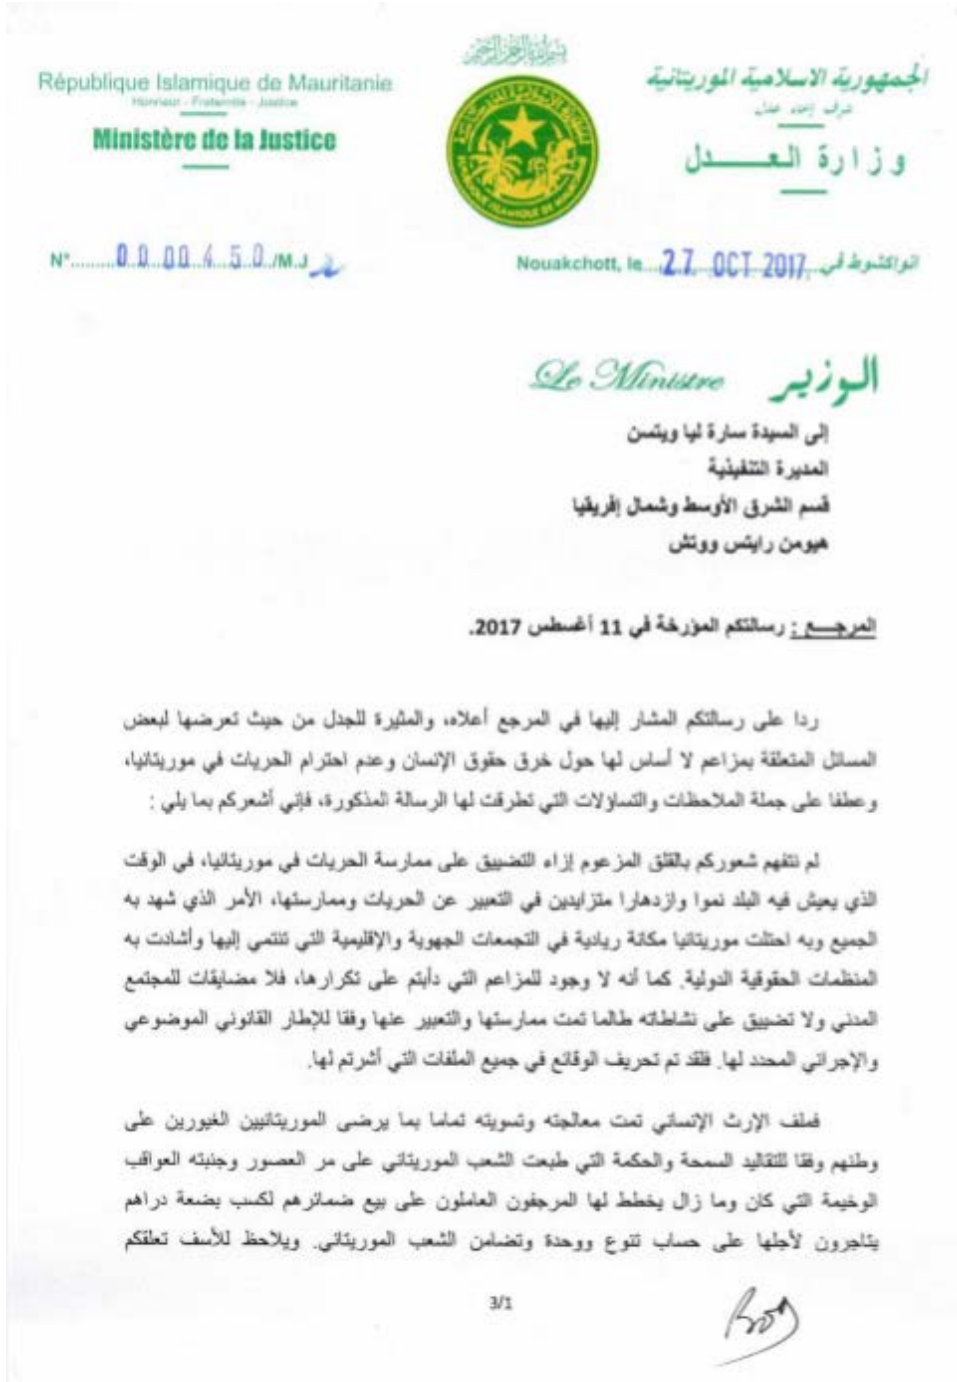 بسم الله الرحمن الرحيم
République Islamique de Mauritanie
Honneur - Fraternité - Justice
Ministère de la Justice
الجمهورية الاسلامية الموريتانية
شرف إخاء عدل
وزارة العـــدل
N° 0000450 /M.J
Nouakchott, le 27 OCT 2017 انواكشوط في
Le Ministre الوزير
إلى السيدة سارة ليا ويتسن
المديرة التنفيذية
قسم الشرق الأوسط وشمال إفريقيا
هيومن رايتس ووتش
المرجـــع : رسالتكم المؤرخة في 11 أغسطس 2017.
ردا على رسالتكم المشار إليها في المرجع أعلاه، والمثيرة للجدل من حيث تعرضها لبعض
المسائل المتعلقة بمزاعم لا أساس لها حول خرق حقوق الإنسان وعدم احترام الحريات في موريتانيا،
وعطفا على جملة الملاحظات والتساؤلات التي تطرقت لها الرسالة المذكورة، فإني أشعركم بما يلي :
لم نتفهم شعوركم بالقلق المزعوم إزاء التضييق على ممارسة الحريات في موريتانيا، في الوقت
الذي يعيش فيه البلد نموا وازدهارا متزايدين في التعبير عن الحريات وممارستها، الأمر الذي شهد به
الجميع وبه احتلت موريتانيا مكانة ريادية في التجمعات الجهوية والإقليمية التي تنتمي إليها وأشادت به
المنظمات الحقوقية الدولية. كما أنه لا وجود للمزاعم التي دأبتم على تكرارها، فلا مضايقات للمجتمع
المدني ولا تضييق على نشاطاته طالما تمت ممارستها والتعبير عنها وفقا للإطار القانوني الموضوعي
والإجرائي المحدد لها. فلقد تم تحريف الوقائع في جميع الملفات التي أشرتم لها.
فملف الإرث الإنساني تمت معالجته وتسويته تماما بما يرضى الموريتانيين الغيورين على
وطنهم وفقا للتقاليد السمحة والحكمة التي طبعت الشعب الموريتاني على مر العصور وجنبته العواقب
الوخيمة التي كان وما زال يخطط لها المرجفون العاملون على بيع ضمائرهم لكسب بضعة دراهم
يتاجرون لأجلها على حساب تنوع ووحدة وتضامن الشعب الموريتاني. ويلاحظ للأسف تعلقكم
3/1